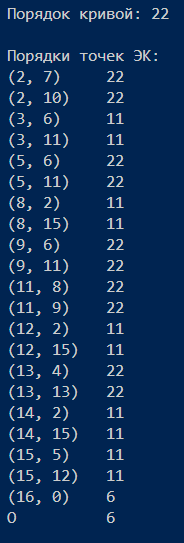 Порядок кривой: 22
Порядки точек ЭК:
(2, 7) 22
(2, 10) 22
(3, 6) 11
(3, 11) 11
(5, 6) 22
(5, 11) 22
(8, 2) 11
(8, 15) 11
(9, 6) 22
(9, 11) 22
(11, 8) 22
(11, 9) 22
(12, 2) 11
(12, 15) 11
(13, 4) 22
(13, 13) 22
(14, 2) 11
(14, 15) 11
(15, 5) 11
(15, 12) 11
(16, 0) 6
O 6